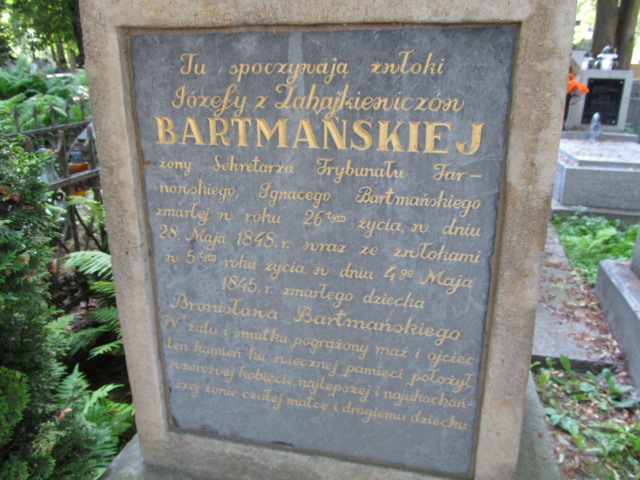 Tu spoczywają zwłoki
Józefy z Zahajkiewiczów
BARTMAŃSKIEJ
żony Sekretarza Trybunału Tar-
nowskiego, Ignacego Bartmańskiego
zmarłej w roku 26tym życia w dniu
28. Maja 1848.r. wraz ze zwłokami
w 5tym roku życia w dniu 4go Maja
1845.r. zmarłego dziecka
Bronisława Bartmańskiego
W żalu i smutku pogrążony mąż i ojciec
ten kamień ku wiecznej pamięci położył
wzorowej kobiecie, najlepszej i najukochań-
szej żonie, czułej matce i drogiemu dziecku.